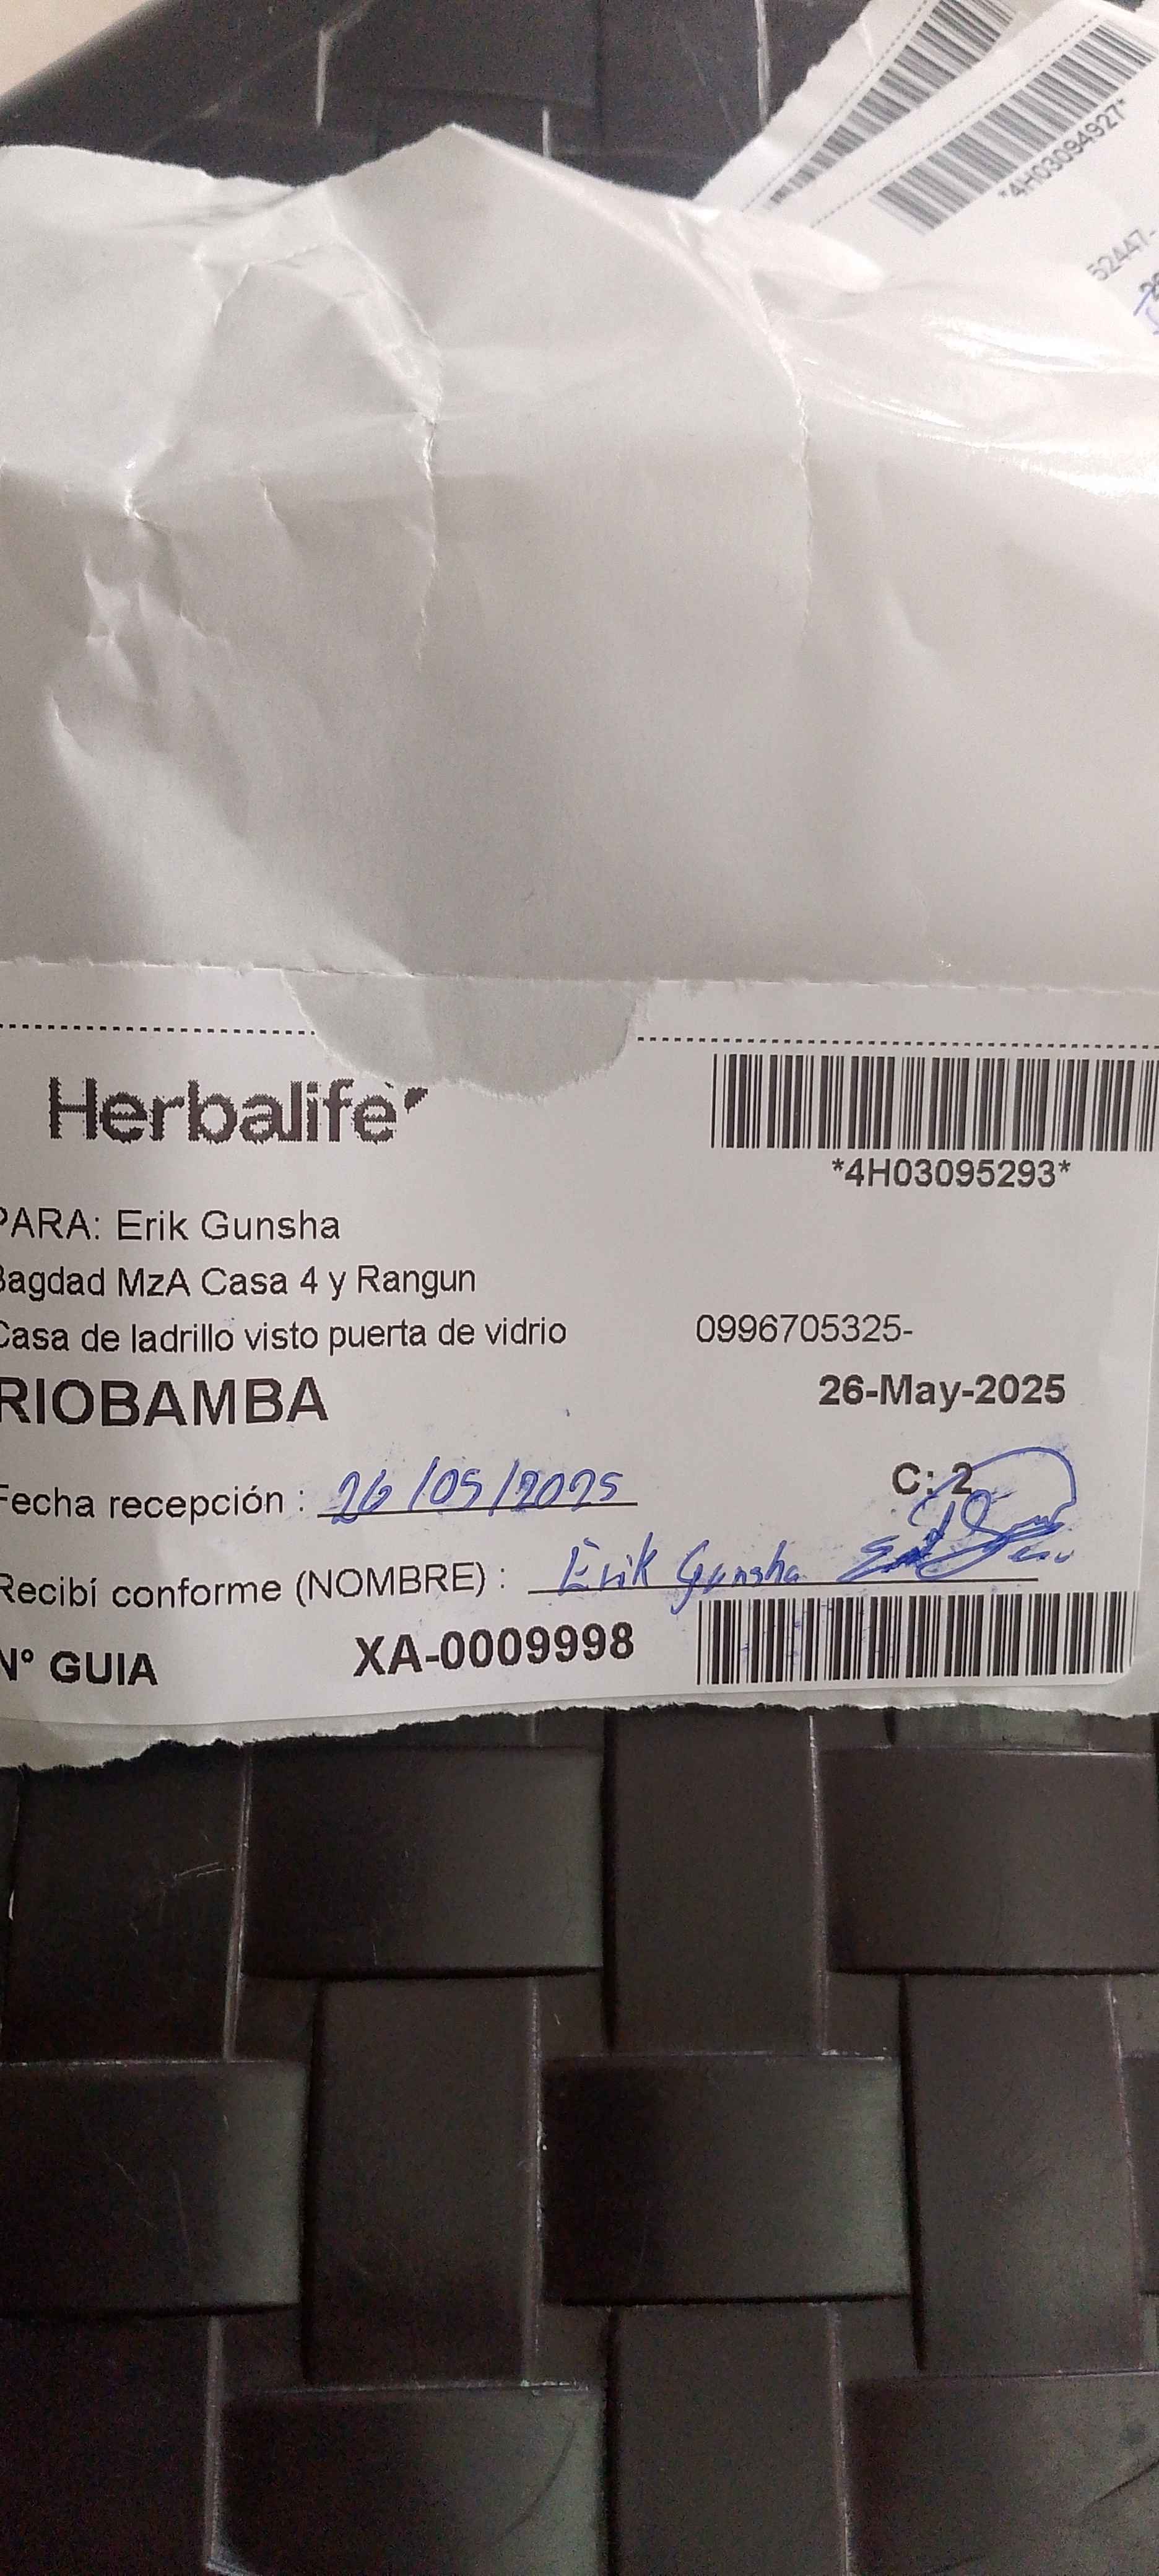 *4H03094927*
52447-
Herbalife
*4H03095293*
PARA: Erik Gunsha
Bagdad MzA Casa 4 y Rangun
Casa de ladrillo visto puerta de vidrio 0996705325-
RIOBAMBA 26-May-2025
C: 2
Fecha recepción : 26/05/2025
Recibí conforme (NOMBRE) : Erik Gunsha
N° GUIA XA-0009998